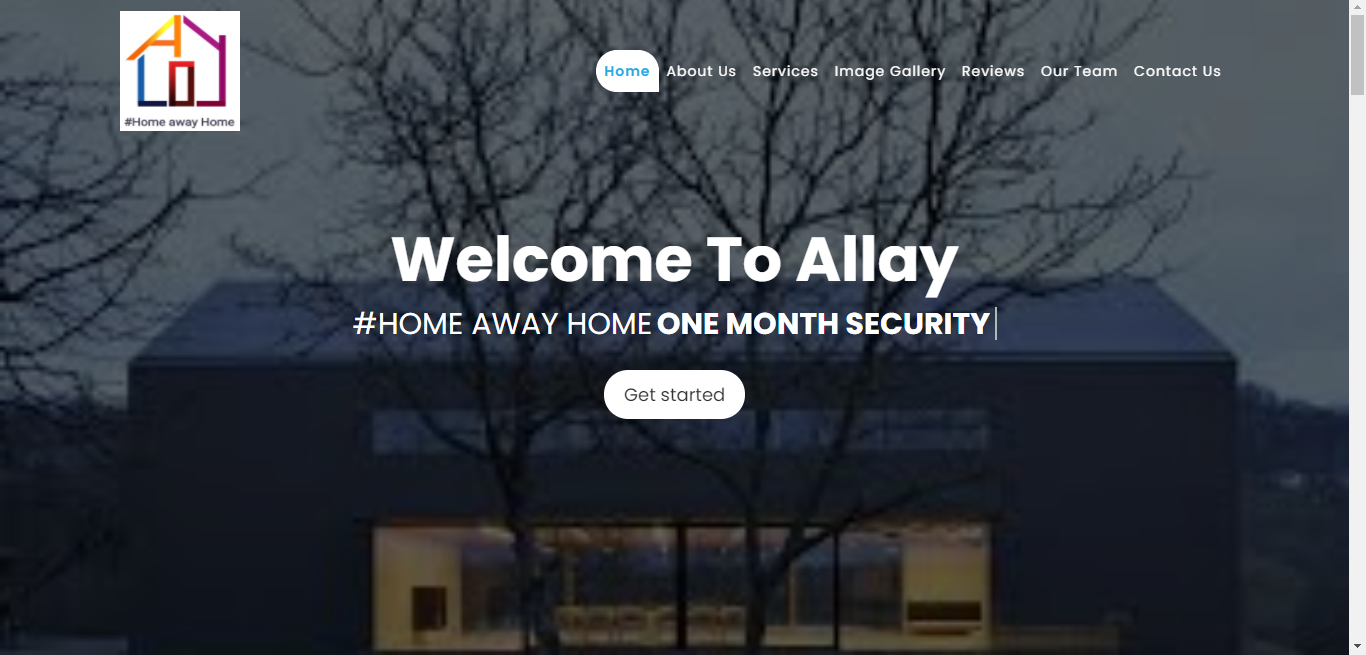 #Home away Home
Home About Us Services Image Gallery Reviews Our Team Contact Us
Welcome To Allay
#HOME AWAY HOME ONE MONTH SECURITY
Get started